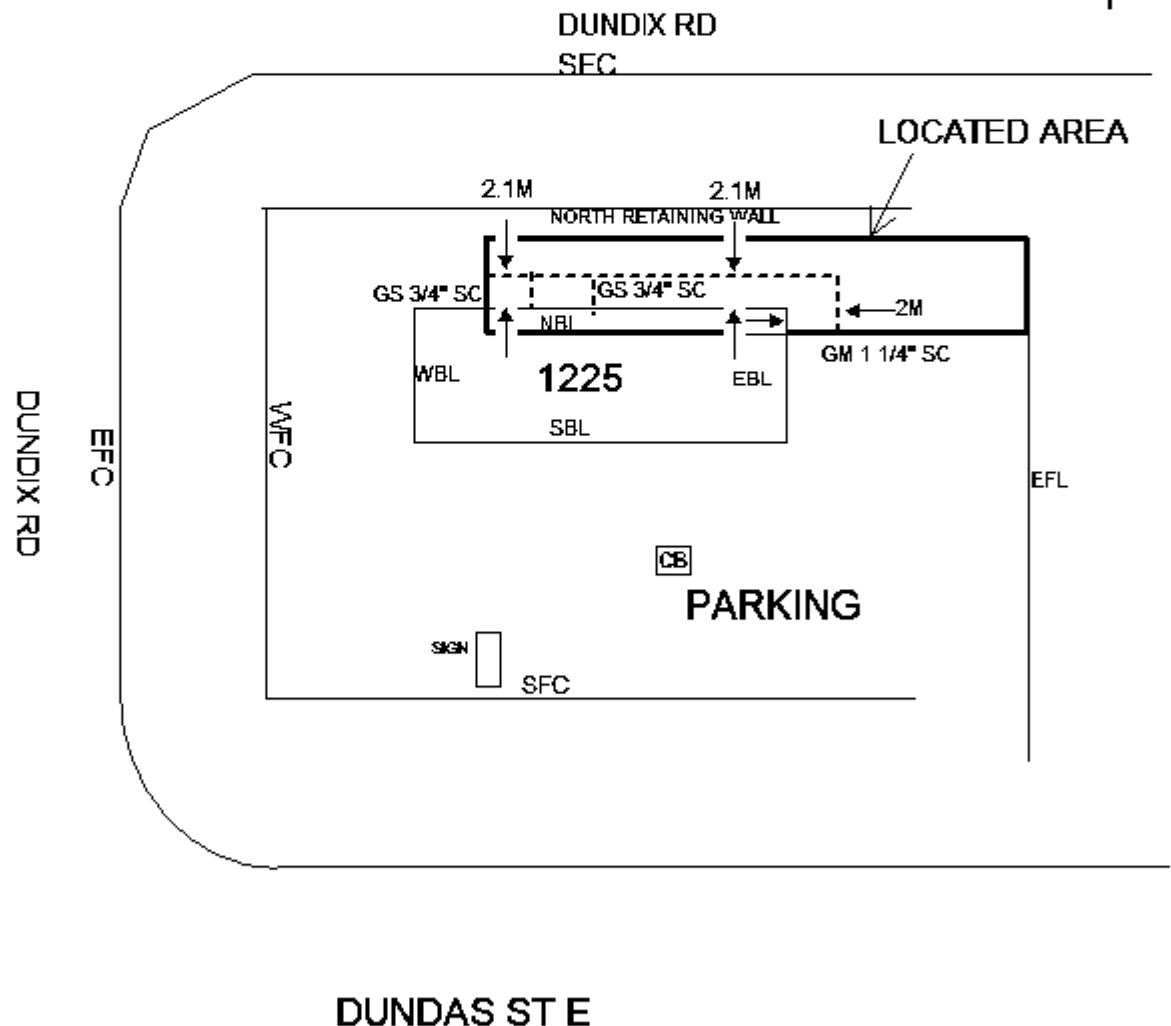 DUNDIX RD
SFC
LOCATED AREA
2.1M
2.1M
NORTH RETAINING WALL
GS 3/4" SC
GS 3/4" SC
2M
NBL
GM 1 1/4" SC
WBL
1225
EBL
SBL
DUNDIX RD
EFC
WFC
EFL
CB
PARKING
SIGN
SFC
DUNDAS ST E